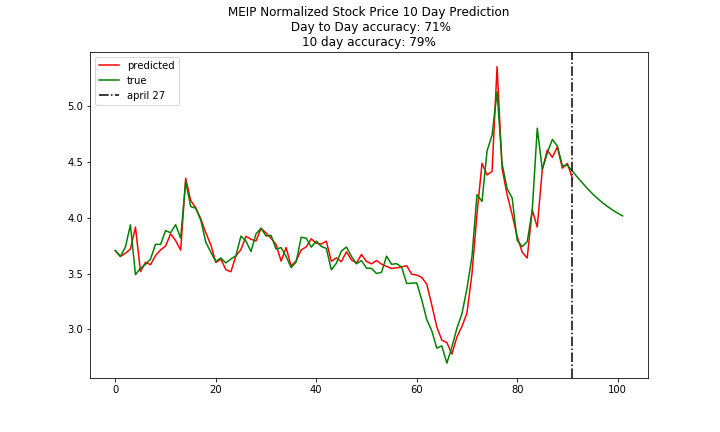 MEIP Normalized Stock Price 10 Day Prediction
Day to Day accuracy: 71%
10 day accuracy: 79%
predicted
true
april 27
5.0
4.5
4.0
3.5
3.0
0
20
40
60
80
100